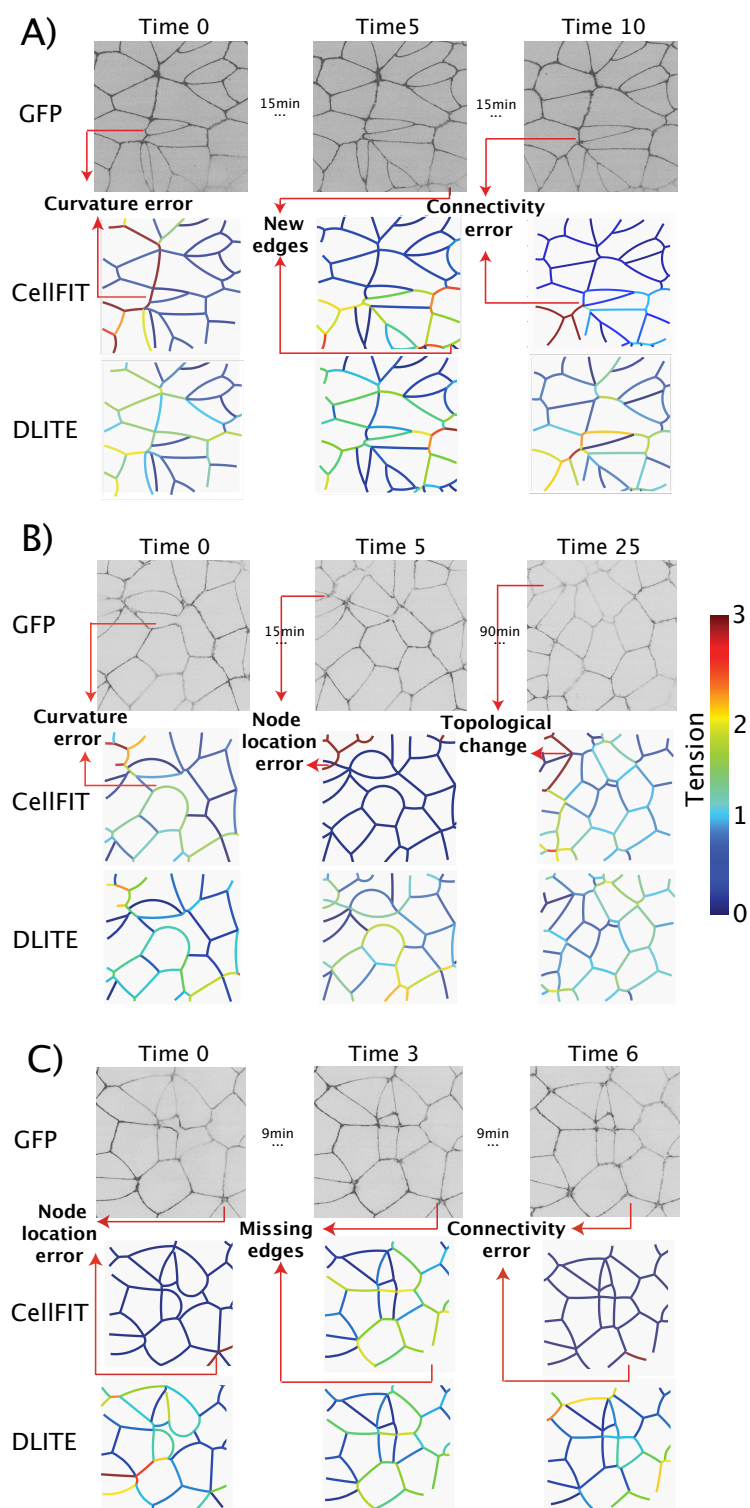 A)
Time 0
Time5
Time 10
GFP
15min
...
15min
...
Curvature error
New
edges
Connectivity
error
CellFIT
DLITE
B)
Time 0
Time 5
Time 25
GFP
15min
...
90min
...
Curvature
error
Node
location
error
Topological
change
CellFIT
DLITE
3
2
1
0
Tension
C)
Time 0
Time 3
Time 6
GFP
9min
...
9min
...
Node
location
error
Missing
edges
Connectivity
error
CellFIT
DLITE